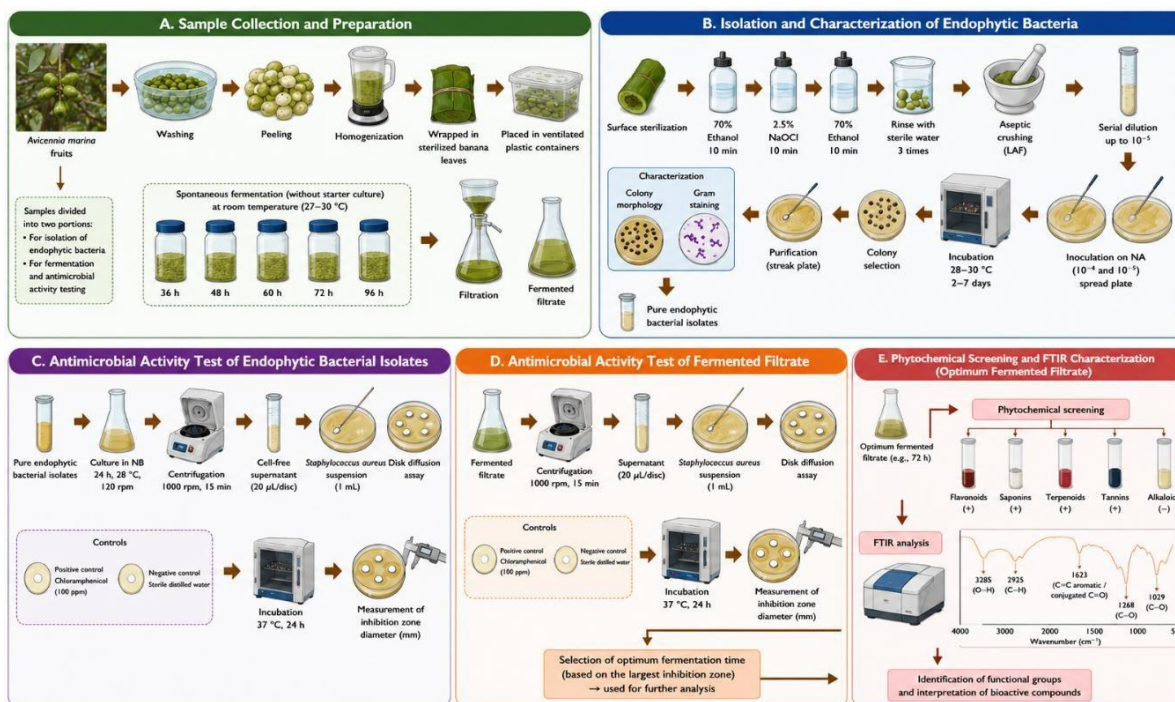 A. Sample Collection and Preparation
Avicennia marina
fruits
Washing
Peeling
Homogenization
Wrapped in
sterilized banana
leaves
Placed in ventilated
plastic containers
Samples divided
into two portions:
• For isolation of
endophytic bacteria
• For fermentation
and antimicrobial
activity testing
Spontaneous fermentation (without starter culture)
at room temperature (27–30 °C)
36 h
48 h
60 h
72 h
96 h
Filtration
Fermented
filtrate
B. Isolation and Characterization of Endophytic Bacteria
Surface sterilization
70%
Ethanol
10 min
2.5%
NaOCl
10 min
70%
Ethanol
10 min
Rinse with
sterile water
3 times
Aseptic
crushing
(LAF)
Serial dilution
up to 10⁻⁵
Inoculation on NA
(10⁻⁴ and 10⁻⁵)
spread plate
Incubation
28–30 °C
2–7 days
Colony
selection
Purification
(streak plate)
Characterization
Colony
morphology
Gram
staining
Pure endophytic
bacterial isolates
C. Antimicrobial Activity Test of Endophytic Bacterial Isolates
Pure endophytic
bacterial isolates
Culture in NB
24 h, 28 °C,
120 rpm
Centrifugation
1000 rpm, 15 min
Cell-free
supernatant
(20 µL/disc)
Staphylococcus aureus
suspension
(1 mL)
Disk diffusion
assay
Controls
Positive control
Chloramphenicol
(100 ppm)
Negative control
Sterile distilled water
Incubation
37 °C, 24 h
Measurement of
inhibition zone
diameter (mm)
D. Antimicrobial Activity Test of Fermented Filtrate
Fermented
filtrate
Centrifugation
1000 rpm, 15 min
Supernatant
(20 µL/disc)
Staphylococcus aureus
suspension
(1 mL)
Disk diffusion
assay
Controls
Positive control
Chloramphenicol
(100 ppm)
Negative control
Sterile distilled water
Incubation
37 °C, 24 h
Measurement of
inhibition zone
diameter (mm)
Selection of optimum fermentation time
(based on the largest inhibition zone)
→ used for further analysis
E. Phytochemical Screening and FTIR Characterization
(Optimum Fermented Filtrate)
Optimum fermented
filtrate (e.g., 72 h)
Phytochemical screening
Flavonoids
(+)
Saponins
(+)
Terpenoids
(+)
Tannins
(+)
Alkaloid
(−)
FTIR analysis
3285
(O–H)
2925
(C–H)
1623
(C=C aromatic /
conjugated C=O)
1268
(C–O)
1029
(C–O)
4000
3000
2000
1500
1000
Wavenumber (cm⁻¹)
Identification of functional groups
and interpretation of bioactive compounds